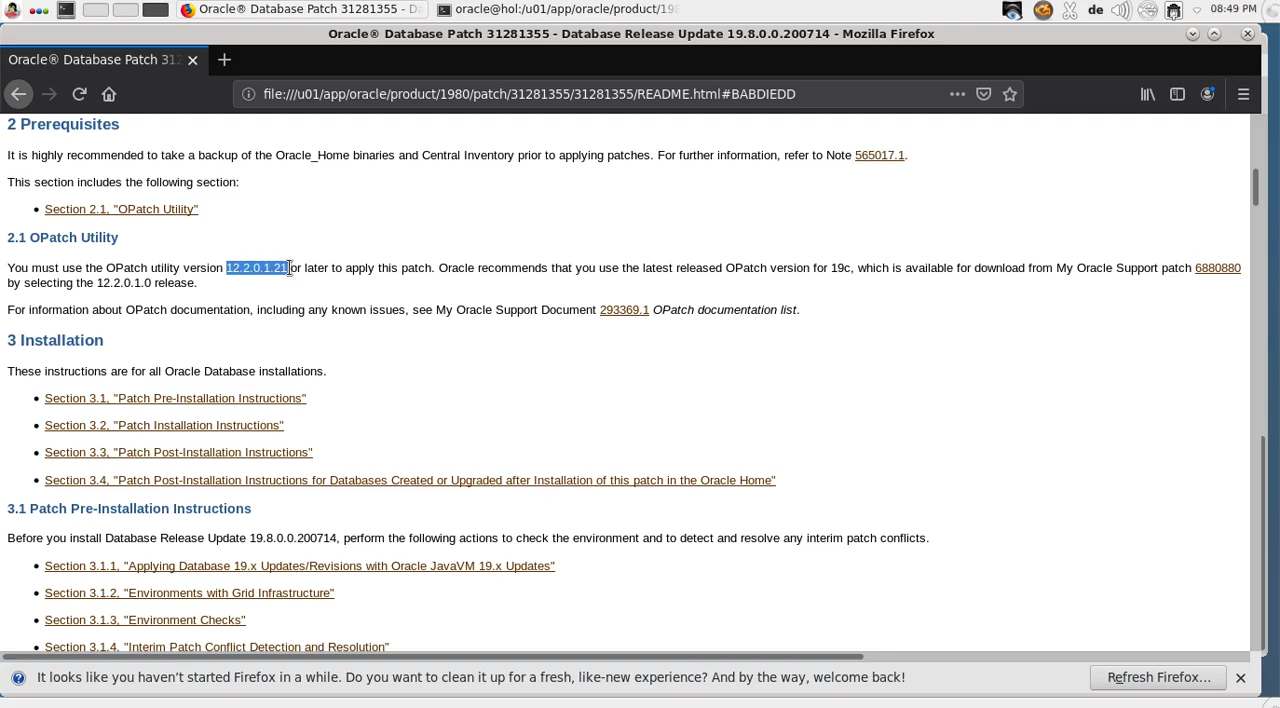 Oracle® Database Patch 31281355 - Da
oracle@hol:/u01/app/oracle/product/198
de
08:49 PM
Oracle® Database Patch 31281355 - Database Release Update 19.8.0.0.200714 - Mozilla Firefox
Oracle® Database Patch 312
file:///u01/app/oracle/product/1980/patch/31281355/31281355/README.html#BABDIEDD
2 Prerequisites
It is highly recommended to take a backup of the Oracle_Home binaries and Central Inventory prior to applying patches. For further information, refer to Note 565017.1.
This section includes the following section:
• Section 2.1, "OPatch Utility"
2.1 OPatch Utility
You must use the OPatch utility version 12.2.0.1.21 or later to apply this patch. Oracle recommends that you use the latest released OPatch version for 19c, which is available for download from My Oracle Support patch 6880880
by selecting the 12.2.0.1.0 release.
For information about OPatch documentation, including any known issues, see My Oracle Support Document 293369.1 OPatch documentation list.
3 Installation
These instructions are for all Oracle Database installations.
• Section 3.1, "Patch Pre-Installation Instructions"
• Section 3.2, "Patch Installation Instructions"
• Section 3.3, "Patch Post-Installation Instructions"
• Section 3.4, "Patch Post-Installation Instructions for Databases Created or Upgraded after Installation of this patch in the Oracle Home"
3.1 Patch Pre-Installation Instructions
Before you install Database Release Update 19.8.0.0.200714, perform the following actions to check the environment and to detect and resolve any interim patch conflicts.
• Section 3.1.1, "Applying Database 19.x Updates/Revisions with Oracle JavaVM 19.x Updates"
• Section 3.1.2, "Environments with Grid Infrastructure"
• Section 3.1.3, "Environment Checks"
• Section 3.1.4, "Interim Patch Conflict Detection and Resolution"
It looks like you haven't started Firefox in a while. Do you want to clean it up for a fresh, like-new experience? And by the way, welcome back!
Refresh Firefox...